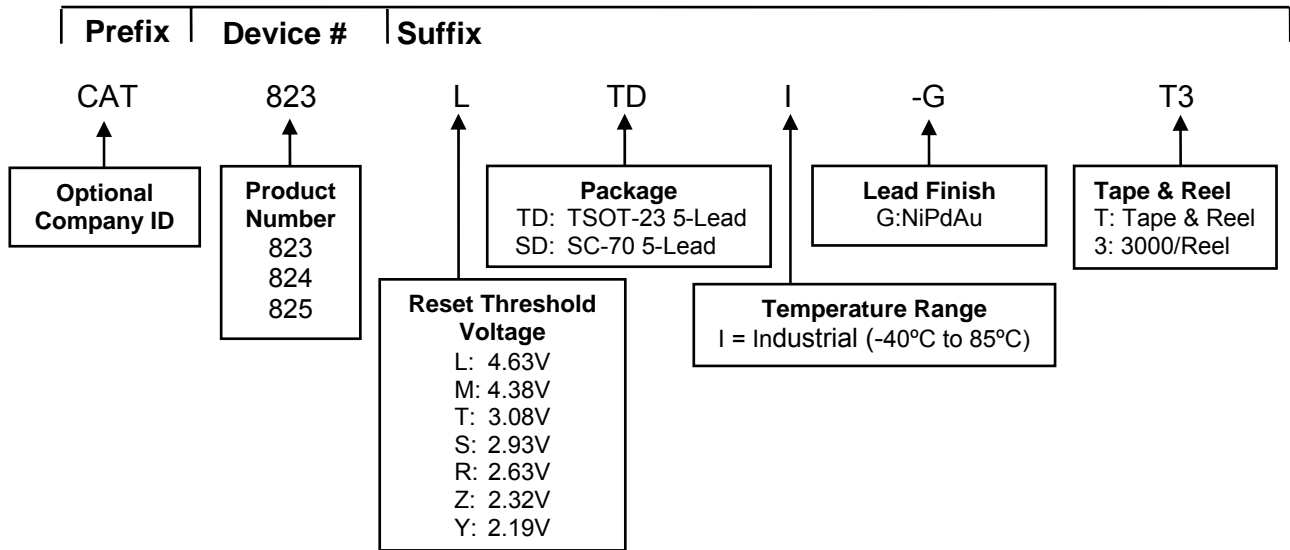 Prefix Device # Suffix
CAT 823 L TD I -G T3
Optional
Company ID
Product
Number
823
824
825
Package
TD: TSOT-23 5-Lead
SD: SC-70 5-Lead
Lead Finish
G:NiPdAu
Tape & Reel
T: Tape & Reel
3: 3000/Reel
Reset Threshold
Voltage
L: 4.63V
M: 4.38V
T: 3.08V
S: 2.93V
R: 2.63V
Z: 2.32V
Y: 2.19V
Temperature Range
I = Industrial (-40ºC to 85ºC)